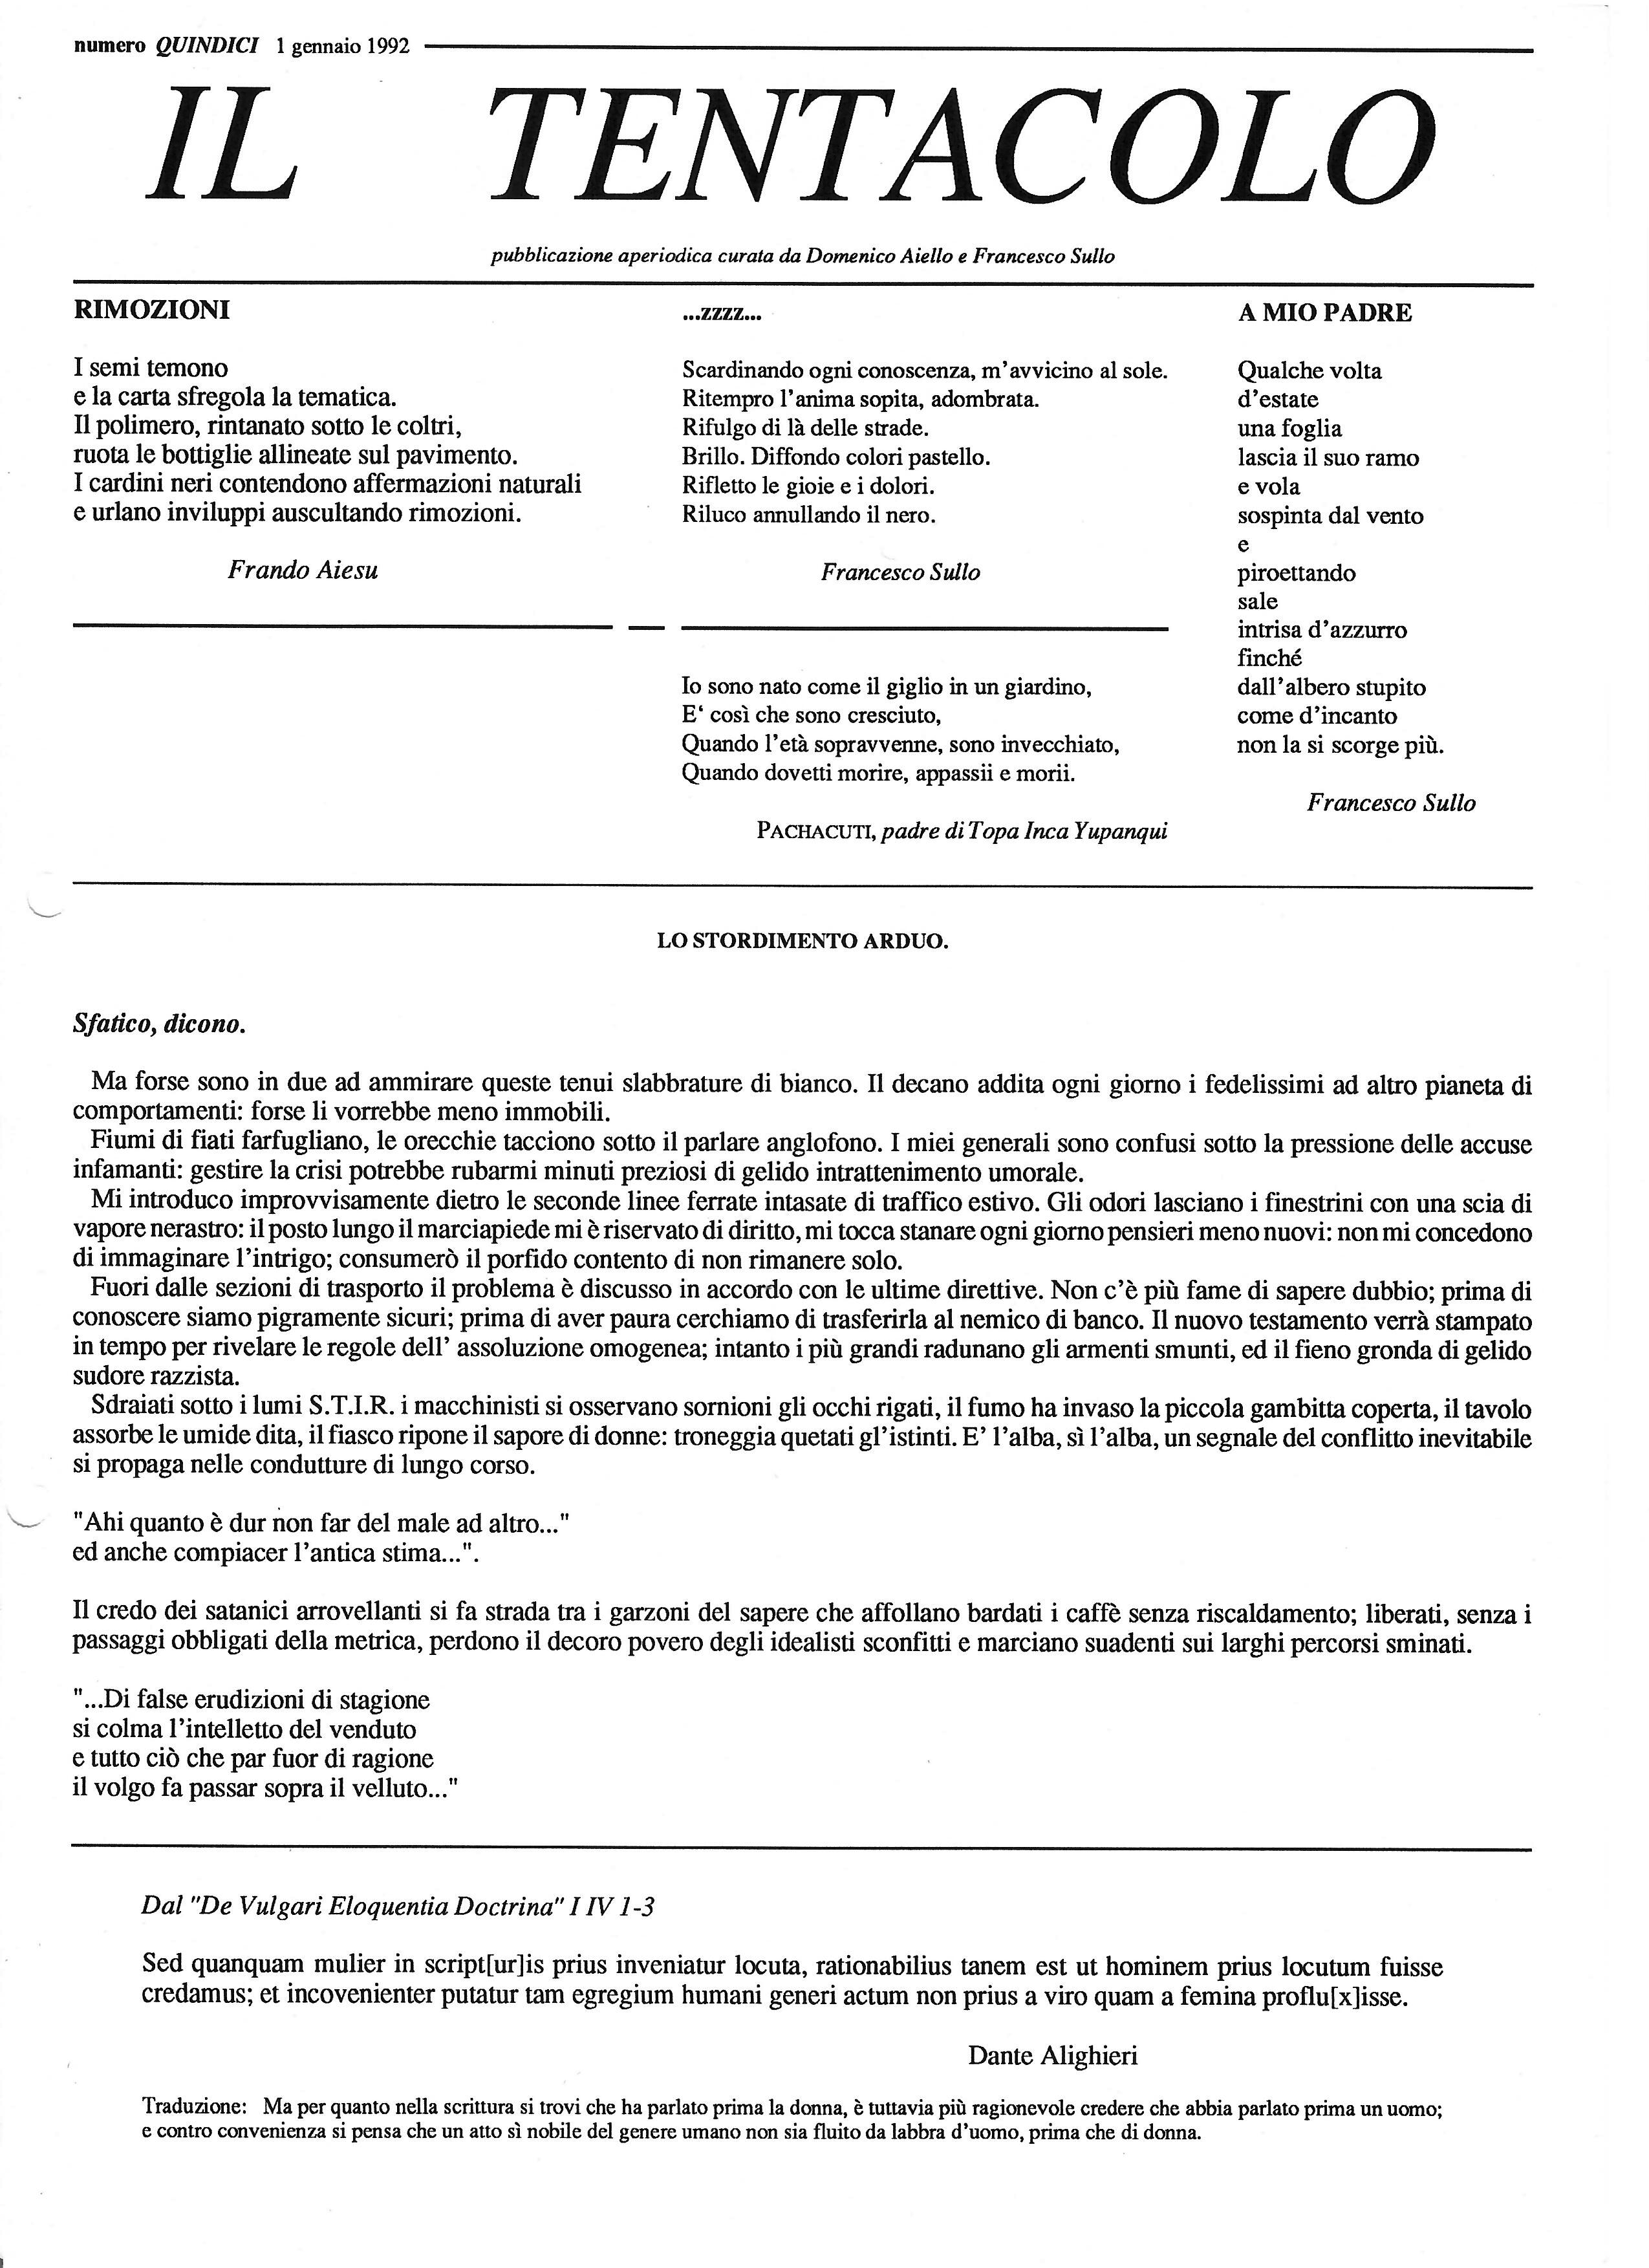 numero QUINDICI 1 gennaio 1992
IL TENTACOLO
pubblicazione aperiodica curata da Domenico Aiello e Francesco Sullo
RIMOZIONI
I semi temono
e la carta sfregola la tematica.
Il polimero, rintanato sotto le coltri,
ruota le bottiglie allineate sul pavimento.
I cardini neri contendono affermazioni naturali
e urlano inviluppi auscultando rimozioni.
Frando Aiesu
...zzzz...
Scardinando ogni conoscenza, m'avvicino al sole.
Ritempro l'anima sopita, adombrata.
Rifulgo di là delle strade.
Brillo. Diffondo colori pastello.
Rifletto le gioie e i dolori.
Riluco annullando il nero.
Francesco Sullo
Io sono nato come il giglio in un giardino,
E‘ così che sono cresciuto,
Quando l'età sopravvenne, sono invecchiato,
Quando dovetti morire, appassii e morii.
PACHACUTI, padre di Topa Inca Yupanqui
A MIO PADRE
Qualche volta
d'estate
una foglia
lascia il suo ramo
e vola
sospinta dal vento
e
piroettando
sale
intrisa d'azzurro
finché
dall'albero stupito
come d'incanto
non la si scorge più.
Francesco Sullo
LO STORDIMENTO ARDUO.
Sfatico, dicono.
Ma forse sono in due ad ammirare queste tenui slabbrature di bianco. Il decano addita ogni giorno i fedelissimi ad altro pianeta di
comportamenti: forse li vorrebbe meno immobili.
Fiumi di fiati farfugliano, le orecchie tacciono sotto il parlare anglofono. I miei generali sono confusi sotto la pressione delle accuse
infamanti: gestire la crisi potrebbe rubarmi minuti preziosi di gelido intrattenimento umorale.
Mi introduco improvvisamente dietro le seconde linee ferrate intasate di traffico estivo. Gli odori lasciano i finestrini con una scia di
vapore nerastro: il posto lungo il marciapiede mi è riservato di diritto, mi tocca stanare ogni giorno pensieri meno nuovi: non mi concedono
di immaginare l'intrigo; consumerò il porfido contento di non rimanere solo.
Fuori dalle sezioni di trasporto il problema è discusso in accordo con le ultime direttive. Non c'è più fame di sapere dubbio; prima di
conoscere siamo pigramente sicuri; prima di aver paura cerchiamo di trasferirla al nemico di banco. Il nuovo testamento verrà stampato
in tempo per rivelare le regole dell' assoluzione omogenea; intanto i più grandi radunano gli armenti smunti, ed il fieno gronda di gelido
sudore razzista.
Sdraiati sotto i lumi S.T.I.R. i macchinisti si osservano sornioni gli occhi rigati, il fumo ha invaso la piccola gambitta coperta, il tavolo
assorbe le umide dita, il fiasco ripone il sapore di donne: troneggia quetati gl'istinti. E' l'alba, sì l'alba, un segnale del conflitto inevitabile
si propaga nelle condutture di lungo corso.
"Ahi quanto è dur non far del male ad altro..."
ed anche compiacer l'antica stima...".
Il credo dei satanici arrovellanti si fa strada tra i garzoni del sapere che affollano bardati i caffè senza riscaldamento; liberati, senza i
passaggi obbligati della metrica, perdono il decoro povero degli idealisti sconfitti e marciano suadenti sui larghi percorsi sminati.
"...Di false erudizioni di stagione
si colma l'intelletto del venduto
e tutto ciò che par fuor di ragione
il volgo fa passar sopra il velluto..."
Dal "De Vulgari Eloquentia Doctrina" I IV 1-3
Sed quanquam mulier in script[ur]is prius inveniatur locuta, rationabilius tanem est ut hominem prius locutum fuisse
credamus; et incovenienter putatur tam egregium humani generi actum non prius a viro quam a femina proflu[x]isse.
Dante Alighieri
Traduzione: Ma per quanto nella scrittura si trovi che ha parlato prima la donna, è tuttavia più ragionevole credere che abbia parlato prima un uomo;
e contro convenienza si pensa che un atto sì nobile del genere umano non sia fluito da labbra d'uomo, prima che di donna.